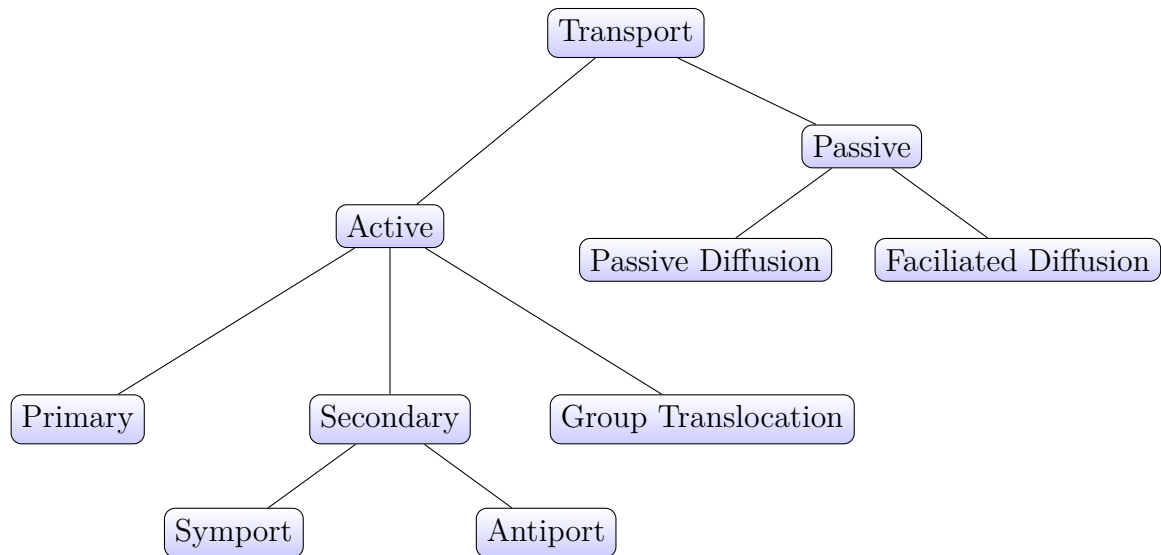 Transport
Passive
Active
Passive Diffusion
Faciliated Diffusion
Primary
Secondary
Group Translocation
Symport
Antiport